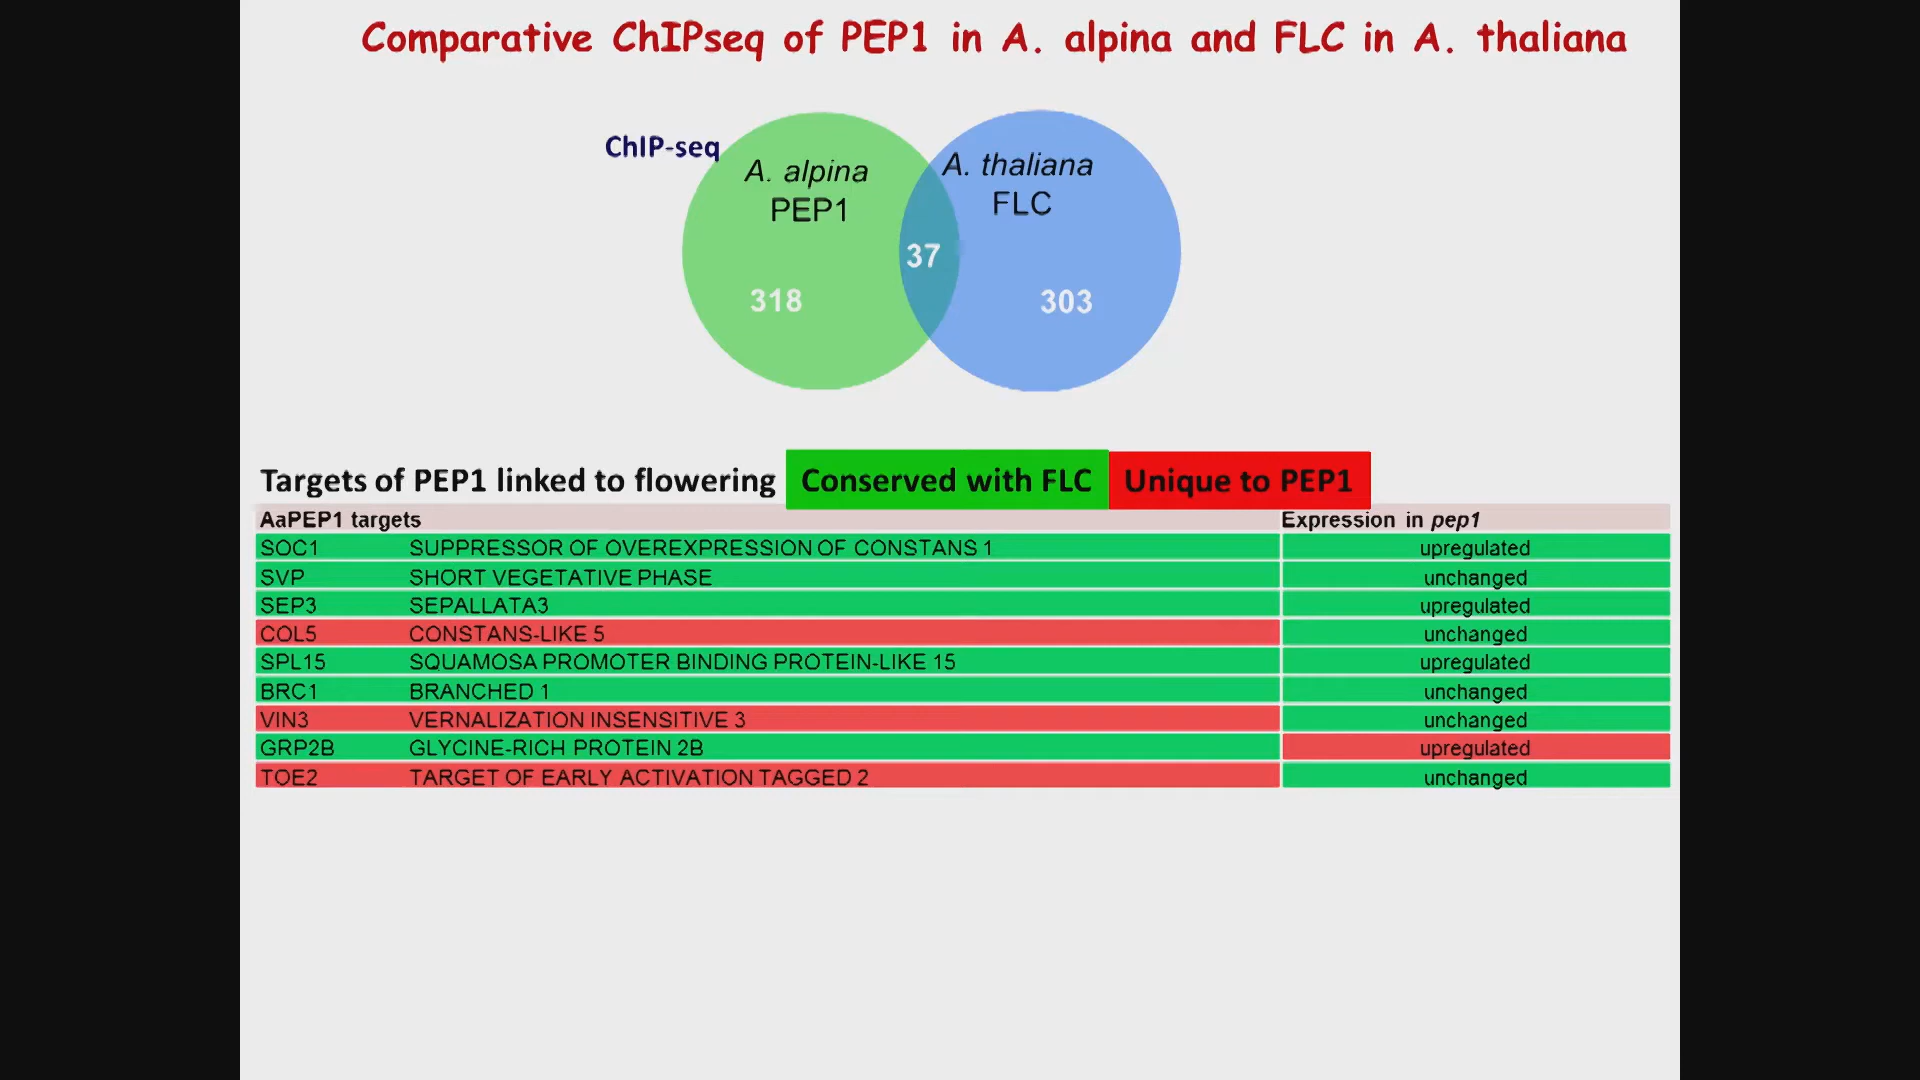 Comparative ChIPseq of PEP1 in A. alpina and FLC in A. thaliana
ChIP-seq
A. alpina
PEP1
A. thaliana
FLC
37
318
303
Targets of PEP1 linked to flowering Conserved with FLC Unique to PEP1
AaPEP1 targets Expression in pep1
SOC1 SUPPRESSOR OF OVEREXPRESSION OF CONSTANS 1 upregulated
SVP SHORT VEGETATIVE PHASE unchanged
SEP3 SEPALLATA3 upregulated
COL5 CONSTANS-LIKE 5 unchanged
SPL15 SQUAMOSA PROMOTER BINDING PROTEIN-LIKE 15 upregulated
BRC1 BRANCHED 1 unchanged
VIN3 VERNALIZATION INSENSITIVE 3 unchanged
GRP2B GLYCINE-RICH PROTEIN 2B upregulated
TOE2 TARGET OF EARLY ACTIVATION TAGGED 2 unchanged